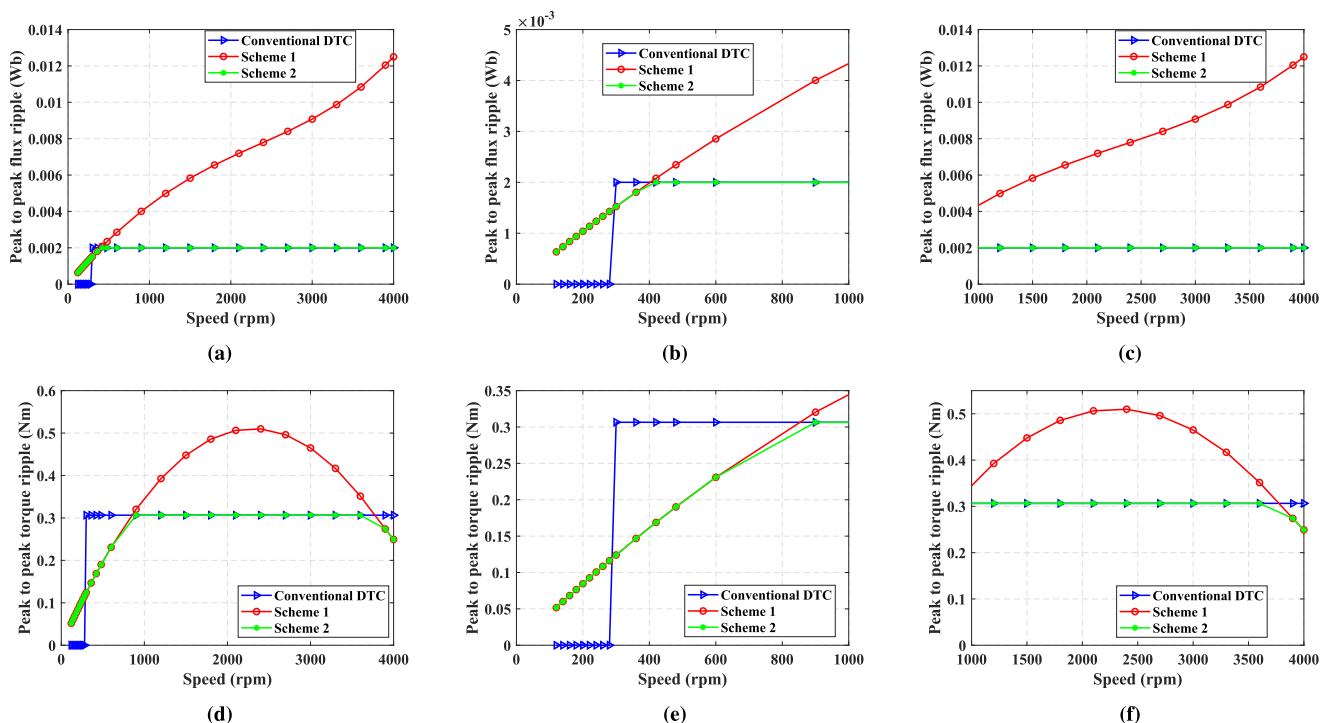 0.014
0.012
0.01
0.008
0.006
0.004
0.002
0
Peak to peak flux ripple (Wb)
Conventional DTC
Scheme 1
Scheme 2
0 1000 2000 3000 4000
Speed (rpm)
(a)
×10⁻³
5
4
3
2
1
0
Peak to peak flux ripple (Wb)
Conventional DTC
Scheme 1
Scheme 2
0 200 400 600 800 1000
Speed (rpm)
(b)
0.014
0.012
0.01
0.008
0.006
0.004
0.002
0
Peak to peak flux ripple (Wb)
Conventional DTC
Scheme 1
Scheme 2
1000 1500 2000 2500 3000 3500 4000
Speed (rpm)
(c)
0.6
0.5
0.4
0.3
0.2
0.1
0
Peak to peak torque ripple (Nm)
Conventional DTC
Scheme 1
Scheme 2
0 1000 2000 3000 4000
Speed (rpm)
(d)
0.35
0.3
0.25
0.2
0.15
0.1
0.05
0
Peak to peak torque ripple (Nm)
Conventional DTC
Scheme 1
Scheme 2
0 200 400 600 800 1000
Speed (rpm)
(e)
0.5
0.4
0.3
0.2
0.1
0
Peak to peak torque ripple (Nm)
Conventional DTC
Scheme 1
Scheme 2
1000 1500 2000 2500 3000 3500 4000
Speed (rpm)
(f)